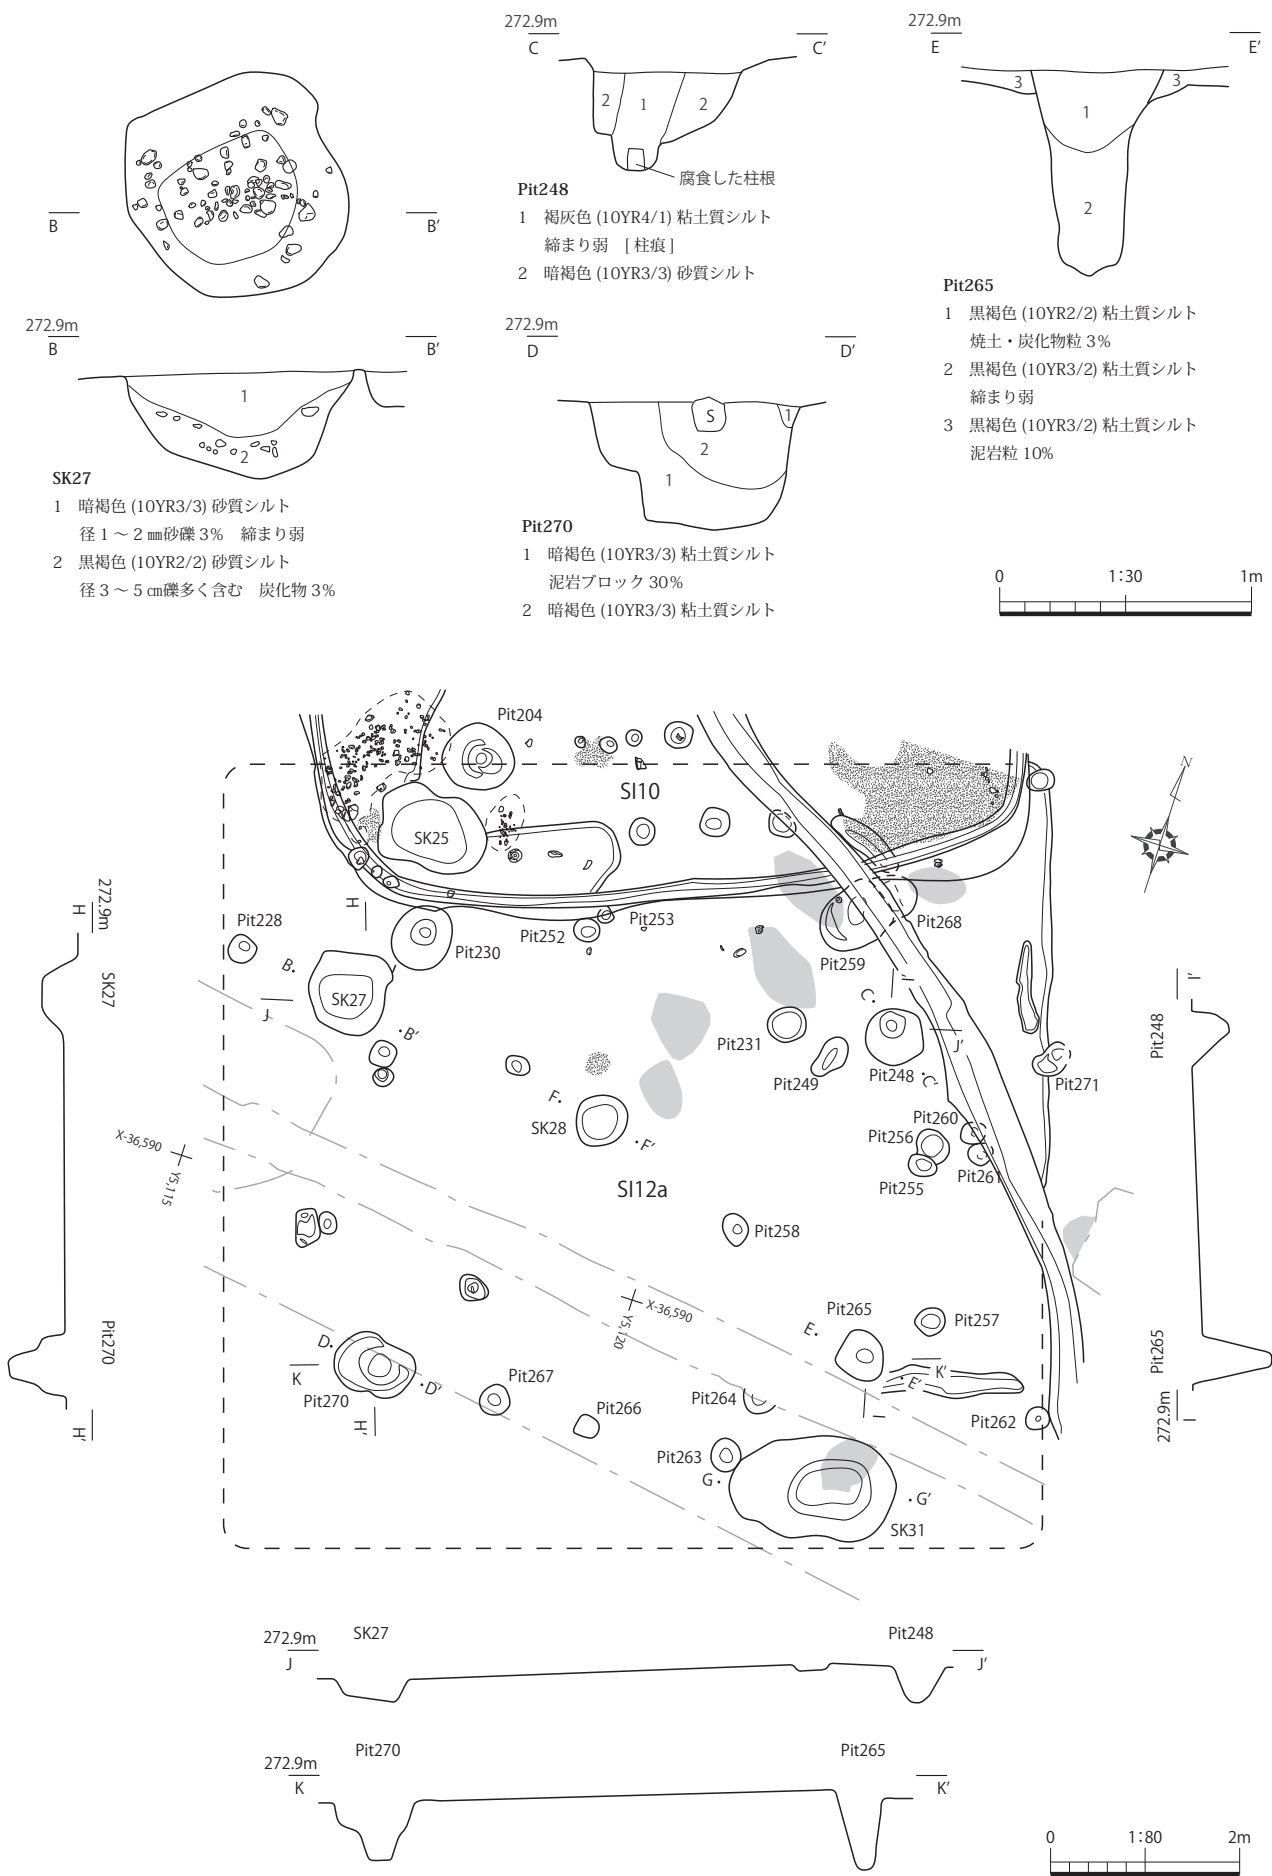 272.9m
C C′
2 1 2
腐食した柱根
Pit248
1 褐灰色 (10YR4/1) 粘土質シルト
締まり弱 [ 柱痕 ]
2 暗褐色 (10YR3/3) 砂質シルト
272.9m
E E′
3 3
1
2
Pit265
1 黒褐色 (10YR2/2) 粘土質シルト
焼土・炭化物粒 3%
2 黒褐色 (10YR3/2) 粘土質シルト
締まり弱
3 黒褐色 (10YR3/2) 粘土質シルト
泥岩粒 10%
B B′
272.9m
B B′
1
2
SK27
1 暗褐色 (10YR3/3) 砂質シルト
径 1 ～ 2 ㎜砂礫 3% 締まり弱
2 黒褐色 (10YR2/2) 砂質シルト
径 3 ～ 5 ㎝礫多く含む 炭化物 3%
272.9m
D D′
S 1
2
1
Pit270
1 暗褐色 (10YR3/3) 粘土質シルト
泥岩ブロック 30%
2 暗褐色 (10YR3/3) 粘土質シルト
0 1:30 1m
Pit204
N
SI10
SK25
H
Pit228
Pit230
Pit252
Pit253
Pit268
Pit259
B
SK27
J
B′
I′
C
J′
Pit231
Pit249
Pit248
C′
Pit271
F
SK28
F′
Pit260
Pit256
Pit261
Pit255
X-36,590
Y5,115
SI12a
Pit258
X-36,590
Y5,120
Pit265
E
Pit257
D
K
Pit270
D′
H′
Pit267
Pit266
Pit264
K′
E′
I
Pit262
Pit263
G
G′
SK31
272.9m
H
SK27
Pit270
H′
I′
Pit248
Pit265
272.9m
I
272.9m
SK27 Pit248
J J′
Pit270 Pit265
272.9m
K K′
0 1:80 2m